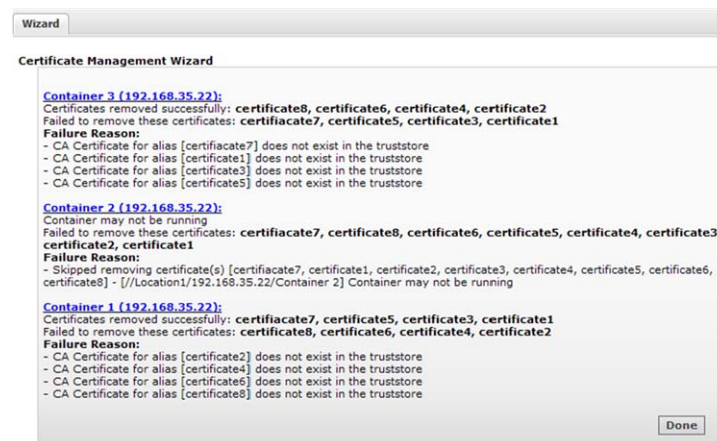 Wizard
Certificate Management Wizard
Container 3 (192.168.35.22):
Certificates removed successfully: certificate8, certificate6, certificate4, certificate2
Failed to remove these certificates: certifiacate7, certificate5, certificate3, certificate1
Failure Reason:
- CA Certificate for alias [certifiacate7] does not exist in the truststore
- CA Certificate for alias [certificate1] does not exist in the truststore
- CA Certificate for alias [certificate3] does not exist in the truststore
- CA Certificate for alias [certificate5] does not exist in the truststore
Container 2 (192.168.35.22):
Container may not be running
Failed to remove these certificates: certifiacate7, certificate8, certificate6, certificate5, certificate4, certificate3
certificate2, certificate1
Failure Reason:
- Skipped removing certificate(s) [certifiacate7, certificate1, certificate2, certificate3, certificate4, certificate5, certificate6,
certificate8] - [//Location1/192.168.35.22/Container 2] Container may not be running
Container 1 (192.168.35.22):
Certificates removed successfully: certifiacate7, certificate5, certificate3, certificate1
Failed to remove these certificates: certificate8, certificate6, certificate4, certificate2
Failure Reason:
- CA Certificate for alias [certificate2] does not exist in the truststore
- CA Certificate for alias [certificate4] does not exist in the truststore
- CA Certificate for alias [certificate6] does not exist in the truststore
- CA Certificate for alias [certificate8] does not exist in the truststore
Done